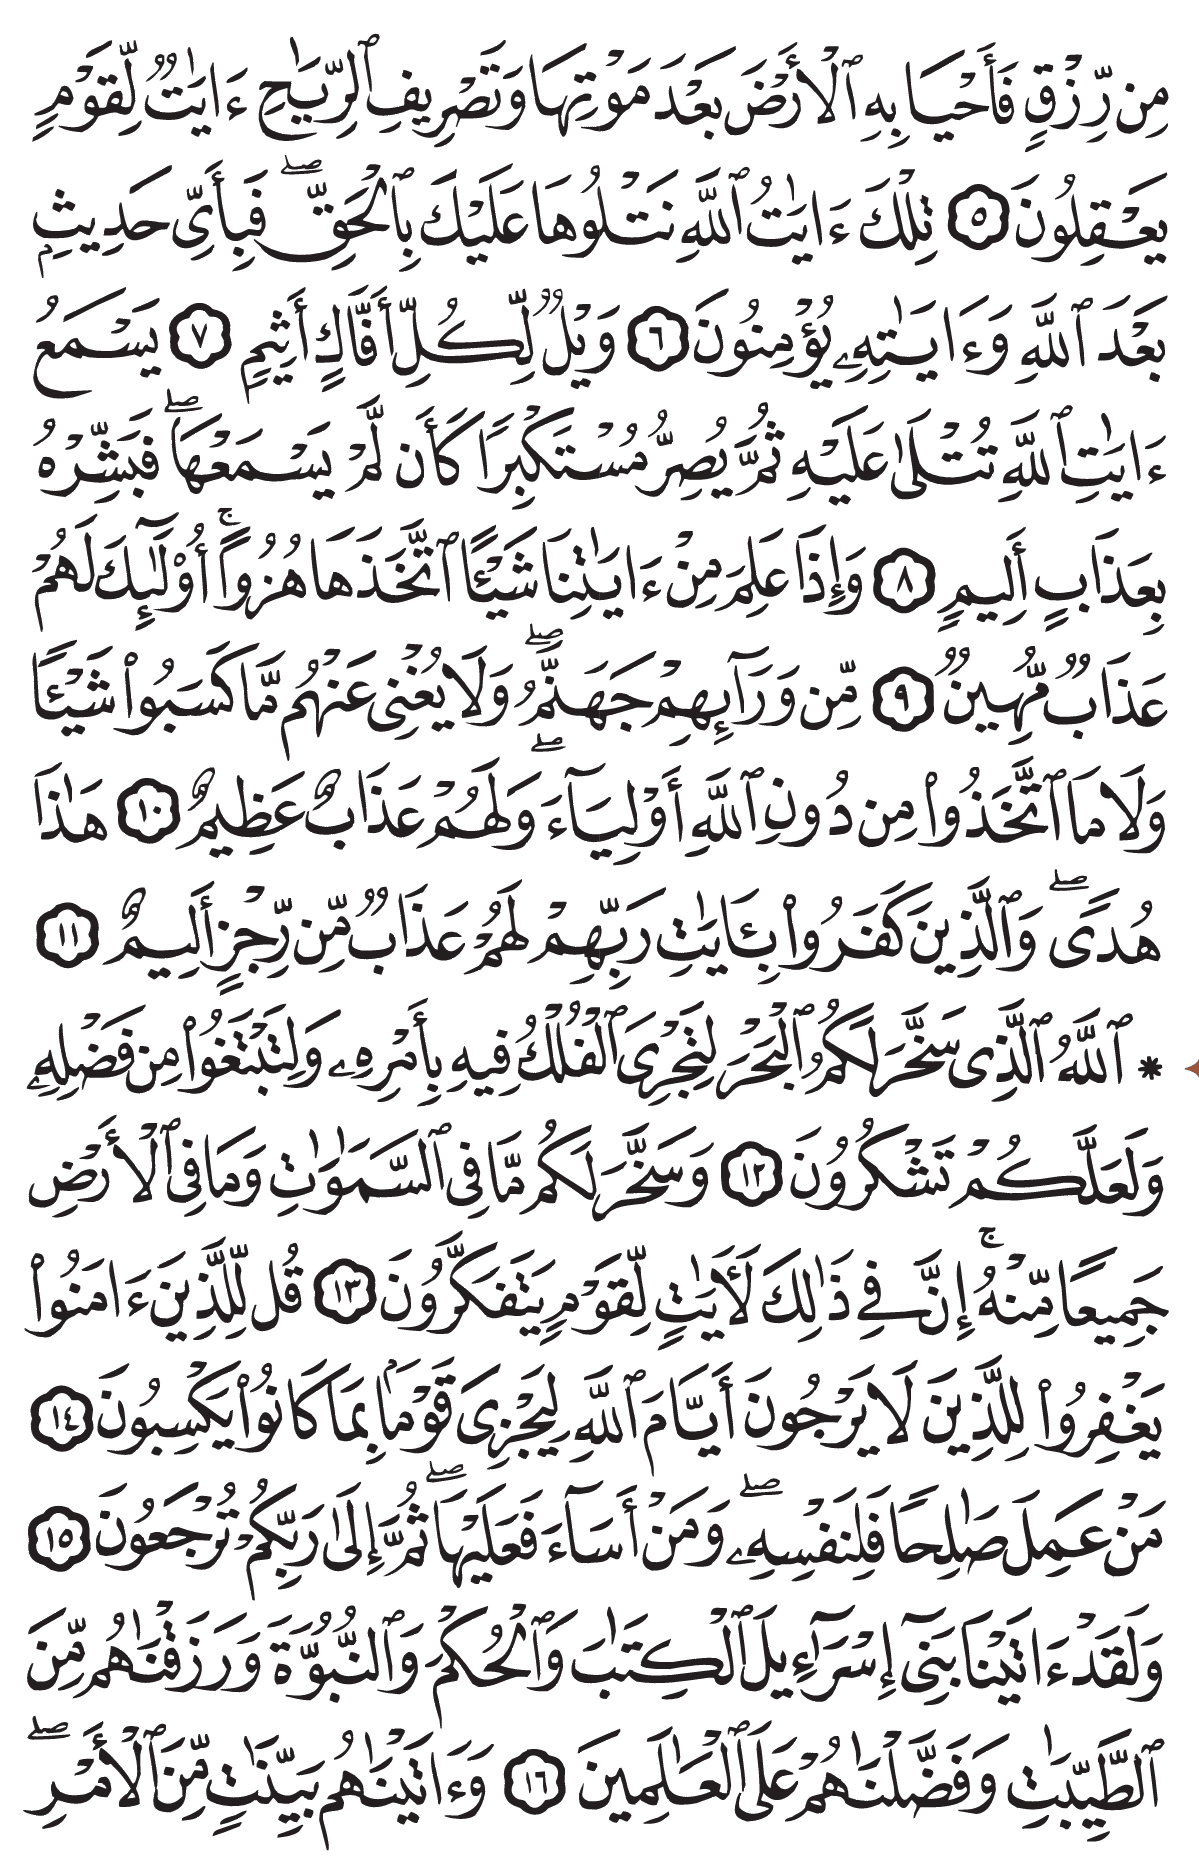 مِن رِّزْقٍ فَأَحْيَا بِهِ ٱلْأَرْضَ بَعْدَ مَوْتِهَا وَتَصْرِيفِ ٱلرِّيَٰحِ ءَايَٰتٌ لِّقَوْمٍ
يَعْقِلُونَ ٥ تِلْكَ ءَايَٰتُ ٱللَّهِ نَتْلُوهَا عَلَيْكَ بِٱلْحَقِّ ۖ فَبِأَىِّ حَدِيثٍۭ
بَعْدَ ٱللَّهِ وَءَايَٰتِهِۦ يُؤْمِنُونَ ٦ وَيْلٌ لِّكُلِّ أَفَّاكٍ أَثِيمٍ ٧ يَسْمَعُ
ءَايَٰتِ ٱللَّهِ تُتْلَىٰ عَلَيْهِ ثُمَّ يُصِرُّ مُسْتَكْبِرًا كَأَن لَّمْ يَسْمَعْهَا ۖ فَبَشِّرْهُ
بِعَذَابٍ أَلِيمٍ ٨ وَإِذَا عَلِمَ مِنْ ءَايَٰتِنَا شَيْـًٔا ٱتَّخَذَهَا هُزُوًا ۚ أُو۟لَٰٓئِكَ لَهُمْ
عَذَابٌ مُّهِينٌ ٩ مِّن وَرَآئِهِمْ جَهَنَّمُ ۖ وَلَا يُغْنِى عَنْهُم مَّا كَسَبُوا۟ شَيْـًٔا
وَلَا مَا ٱتَّخَذُوا۟ مِن دُونِ ٱللَّهِ أَوْلِيَآءَ ۖ وَلَهُمْ عَذَابٌ عَظِيمٌ ١٠ هَٰذَا
هُدًى ۖ وَٱلَّذِينَ كَفَرُوا۟ بِـَٔايَٰتِ رَبِّهِمْ لَهُمْ عَذَابٌ مِّن رِّجْزٍ أَلِيمٌ ١١
* ٱللَّهُ ٱلَّذِى سَخَّرَ لَكُمُ ٱلْبَحْرَ لِتَجْرِىَ ٱلْفُلْكُ فِيهِ بِأَمْرِهِۦ وَلِتَبْتَغُوا۟ مِن فَضْلِهِۦ
وَلَعَلَّكُمْ تَشْكُرُونَ ١٢ وَسَخَّرَ لَكُم مَّا فِى ٱلسَّمَٰوَٰتِ وَمَا فِى ٱلْأَرْضِ
جَمِيعًا مِّنْهُ ۚ إِنَّ فِى ذَٰلِكَ لَـَٔايَٰتٍ لِّقَوْمٍ يَتَفَكَّرُونَ ١٣ قُل لِّلَّذِينَ ءَامَنُوا۟
يَغْفِرُوا۟ لِلَّذِينَ لَا يَرْجُونَ أَيَّامَ ٱللَّهِ لِيَجْزِىَ قَوْمًۢا بِمَا كَانُوا۟ يَكْسِبُونَ ١٤
مَنْ عَمِلَ صَٰلِحًا فَلِنَفْسِهِۦ ۖ وَمَنْ أَسَآءَ فَعَلَيْهَا ۖ ثُمَّ إِلَىٰ رَبِّكُمْ تُرْجَعُونَ ١٥
وَلَقَدْ ءَاتَيْنَا بَنِىٓ إِسْرَٰٓءِيلَ ٱلْكِتَٰبَ وَٱلْحُكْمَ وَٱلنُّبُوَّةَ وَرَزَقْنَٰهُم مِّنَ
ٱلطَّيِّبَٰتِ وَفَضَّلْنَٰهُمْ عَلَى ٱلْعَٰلَمِينَ ١٦ وَءَاتَيْنَٰهُم بَيِّنَٰتٍ مِّنَ ٱلْأَمْرِ ۖ